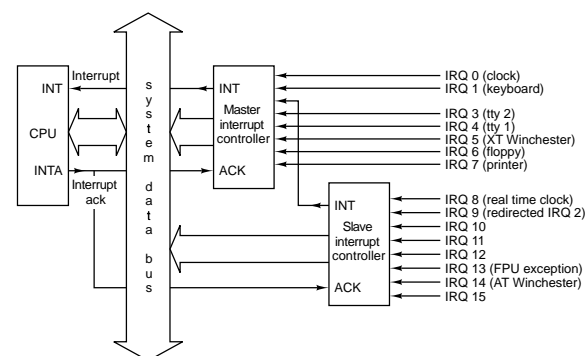 INT
CPU
INTA
Interrupt
Interrupt
ack
system data bus
INT
Master
interrupt
controller
ACK
IRQ 0 (clock)
IRQ 1 (keyboard)
IRQ 3 (tty 2)
IRQ 4 (tty 1)
IRQ 5 (XT Winchester)
IRQ 6 (floppy)
IRQ 7 (printer)
INT
Slave
interrupt
controller
ACK
IRQ 8 (real time clock)
IRQ 9 (redirected IRQ 2)
IRQ 10
IRQ 11
IRQ 12
IRQ 13 (FPU exception)
IRQ 14 (AT Winchester)
IRQ 15